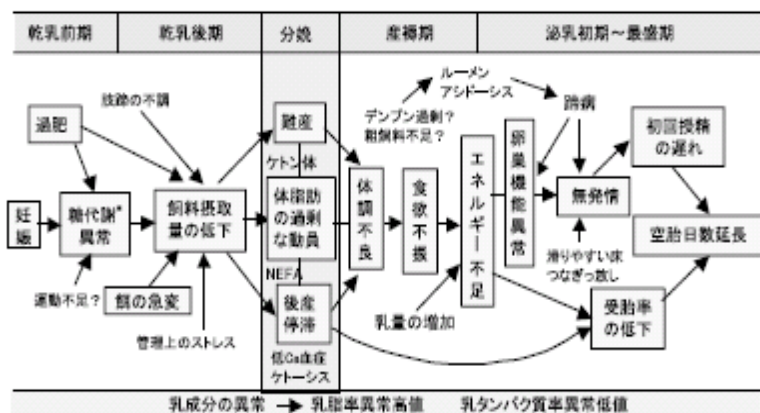 乾乳前期
乾乳後期
分娩
産褥期
泌乳初期～最盛期
肢蹄の不調
過肥
妊娠
糖代謝*
異常
運動不足?
餌の急変
飼料摂取
量の低下
管理上のストレス
難産
ケトン体
体脂肪
の過剰
な動員
NEFA
後産
停滞
低Ca血症
ケトーシス
体調不良
食欲不振
デンプン過剰?
粗飼料不足?
ルーメン
アシドーシス
蹄病
エネルギー不足
乳量の増加
卵巣機能異常
無発情
滑りやすい床
つなぎっ放し
初回授精
の遅れ
受胎率
の低下
空胎日数延長
乳成分の異常 → 乳脂率異常高値 乳タンパク質率異常低値